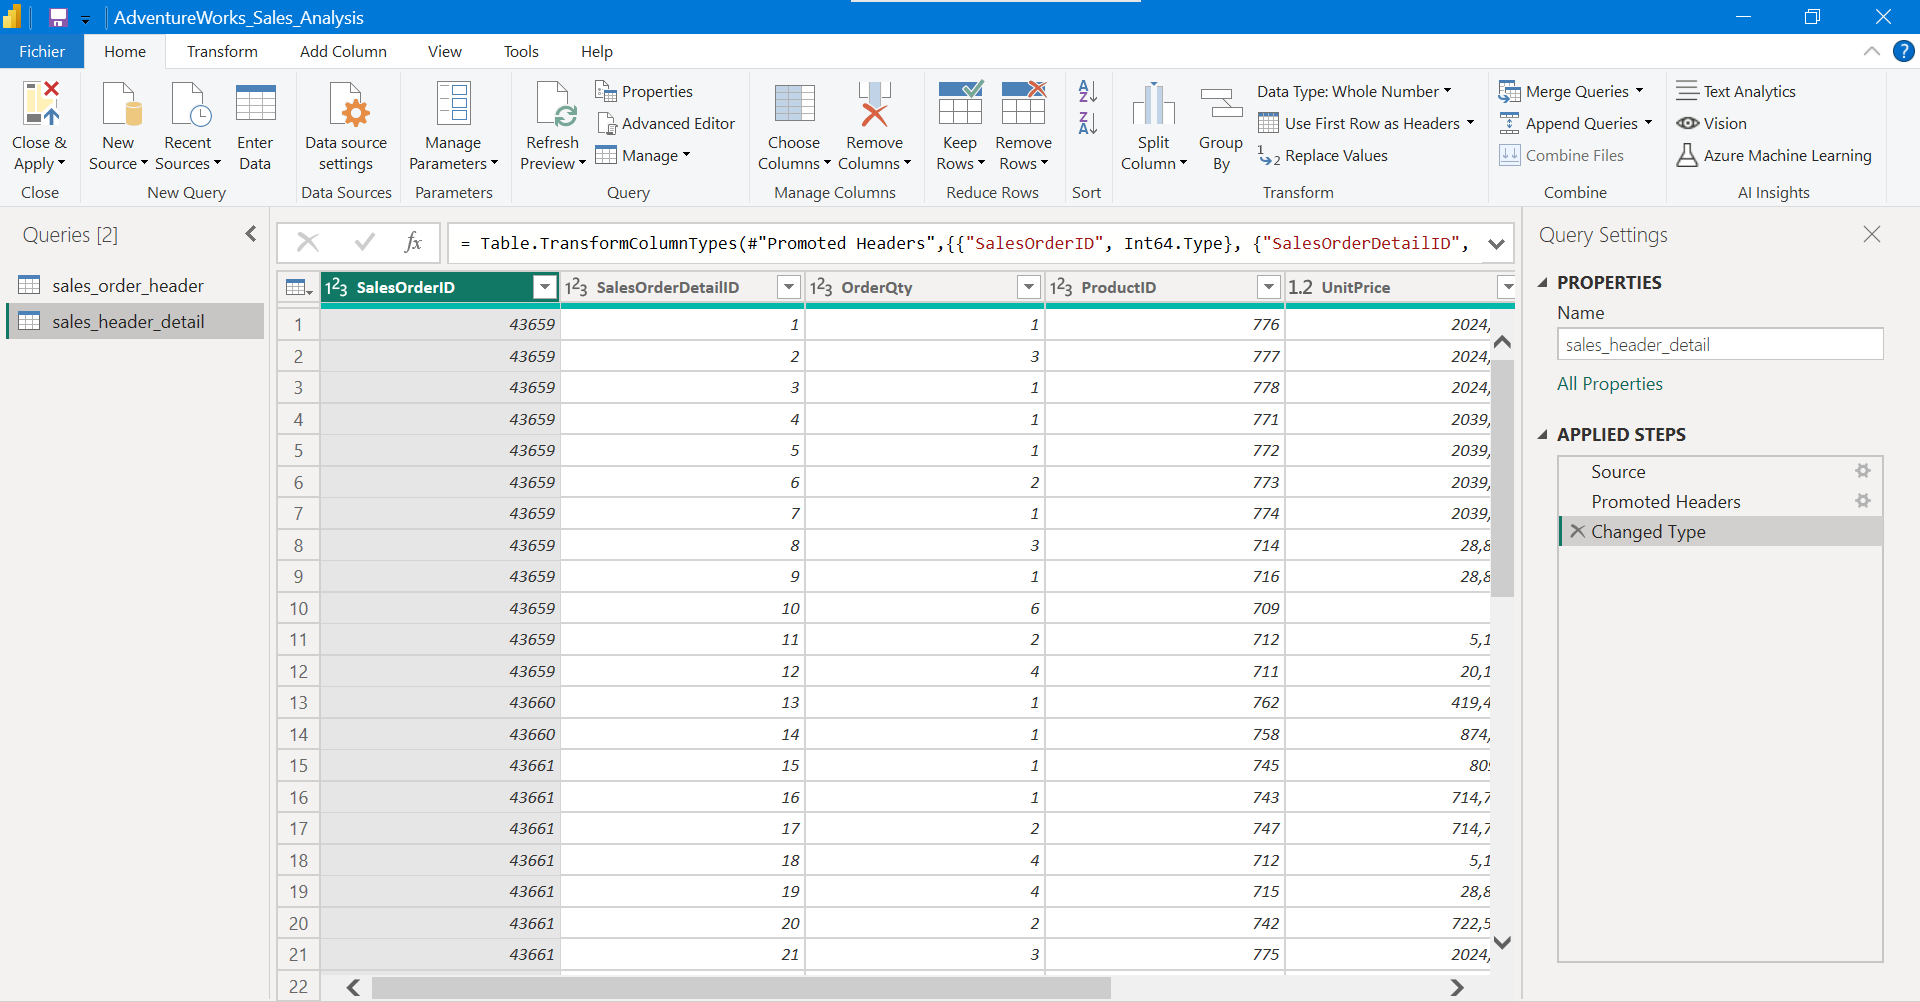 AdventureWorks_Sales_Analysis
Fichier Home Transform Add Column View Tools Help
Close & Apply
New Source
Recent Sources
Enter Data
Data source settings
Manage Parameters
Refresh Preview
Properties
Advanced Editor
Manage
Choose Columns
Remove Columns
Keep Rows
Remove Rows
Split Column
Group By
Data Type: Whole Number
Use First Row as Headers
Replace Values
Merge Queries
Append Queries
Combine Files
Text Analytics
Vision
Azure Machine Learning
Close New Query Data Sources Parameters Query Manage Columns Reduce Rows Sort Transform Combine AI Insights
Queries [2]
sales_order_header
sales_header_detail
fx = Table.TransformColumnTypes(#"Promoted Headers",{{"SalesOrderID", Int64.Type}, {"SalesOrderDetailID",
123 SalesOrderID 123 SalesOrderDetailID 123 OrderQty 123 ProductID 1.2 UnitPrice
1 43659 1 1 776 2024,
2 43659 2 3 777 2024,
3 43659 3 1 778 2024,
4 43659 4 1 771 2039,
5 43659 5 1 772 2039,
6 43659 6 2 773 2039,
7 43659 7 1 774 2039,
8 43659 8 3 714 28,8
9 43659 9 1 716 28,8
10 43659 10 6 709
11 43659 11 2 712 5,1
12 43659 12 4 711 20,1
13 43660 13 1 762 419,4
14 43660 14 1 758 874,
15 43661 15 1 745 809
16 43661 16 1 743 714,7
17 43661 17 2 747 714,7
18 43661 18 4 712 5,1
19 43661 19 4 715 28,8
20 43661 20 2 742 722,5
21 43661 21 3 775 2024,
22
Query Settings
PROPERTIES
Name
sales_header_detail
All Properties
APPLIED STEPS
Source
Promoted Headers
Changed Type